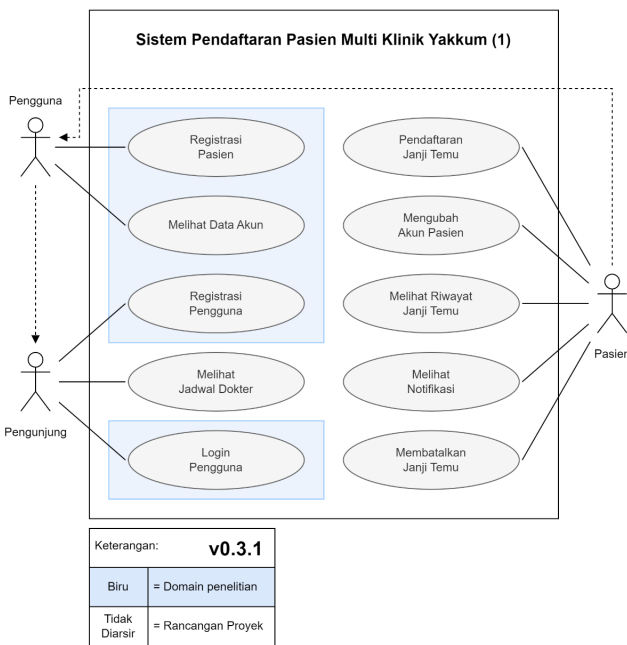 Sistem Pendaftaran Pasien Multi Klinik Yakkum (1)
Pengguna
Registrasi
Pasien
Pendaftaran
Janji Temu
Melihat Data Akun
Mengubah
Akun Pasien
Registrasi
Pengguna
Melihat Riwayat
Janji Temu
Pasien
Melihat
Jadwal Dokter
Melihat
Notifikasi
Pengunjung
Login
Pengguna
Membatalkan
Janji Temu
Keterangan:
v0.3.1
Biru
= Domain penelitian
Tidak
Diarsir
= Rancangan Proyek